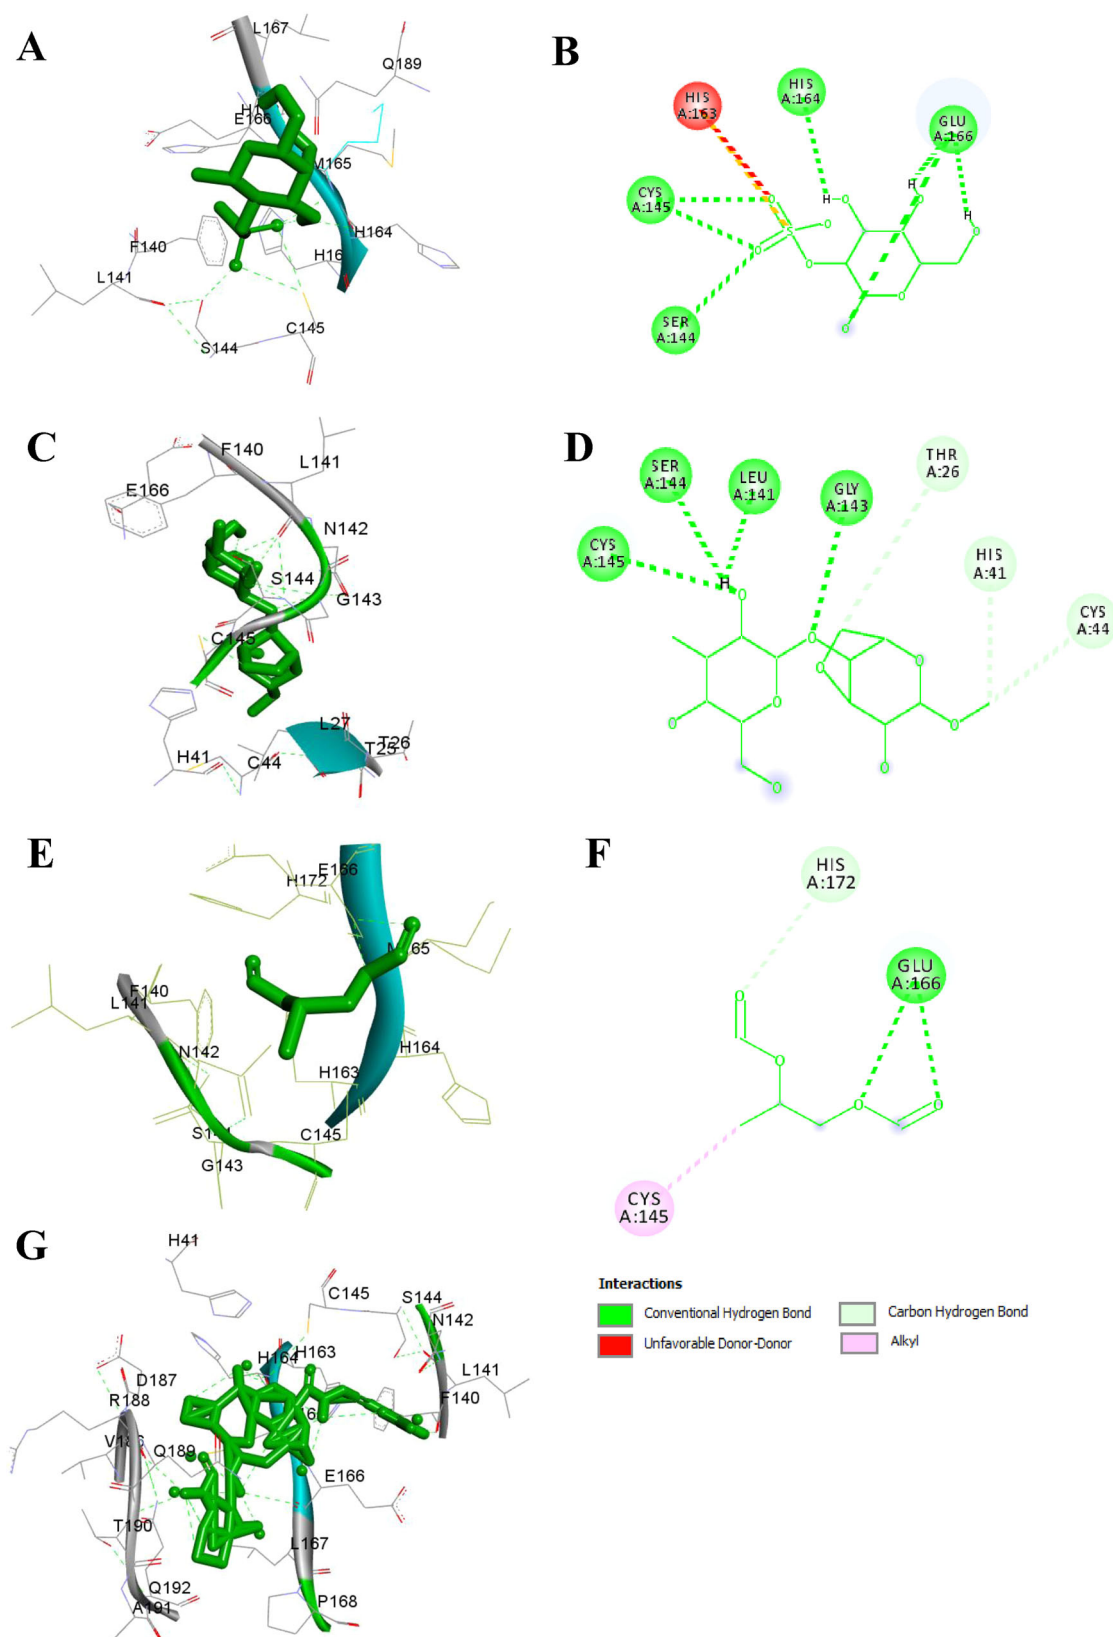 A
L167
Q189
E166
M165
F140
H164
L141
C145
S144
B
HIS
A:163
HIS
A:164
GLU
A:166
CYS
A:145
SER
A:144
H
O
H
O
H
O
O
S
O
O
O
O
O
C
F140
L141
E166
N142
S144
G143
C145
L27
T26
T25
H41
C44
D
SER
A:144
LEU
A:141
GLY
A:143
THR
A:26
CYS
A:145
HIS
A:41
CYS
A:44
H
O
O
O
O
O
O
O
O
O
E
E166
H172
F140
L141
N142
H164
H163
C145
G143
F
HIS
A:172
GLU
A:166
O
O
O
O
CYS
A:145
G
H41
C145
S144
N142
H163
H164
L141
D187
F140
R188
Q189
E166
T190
L167
Q192
A191
P168
Interactions
Conventional Hydrogen Bond
Carbon Hydrogen Bond
Unfavorable Donor-Donor
Alkyl